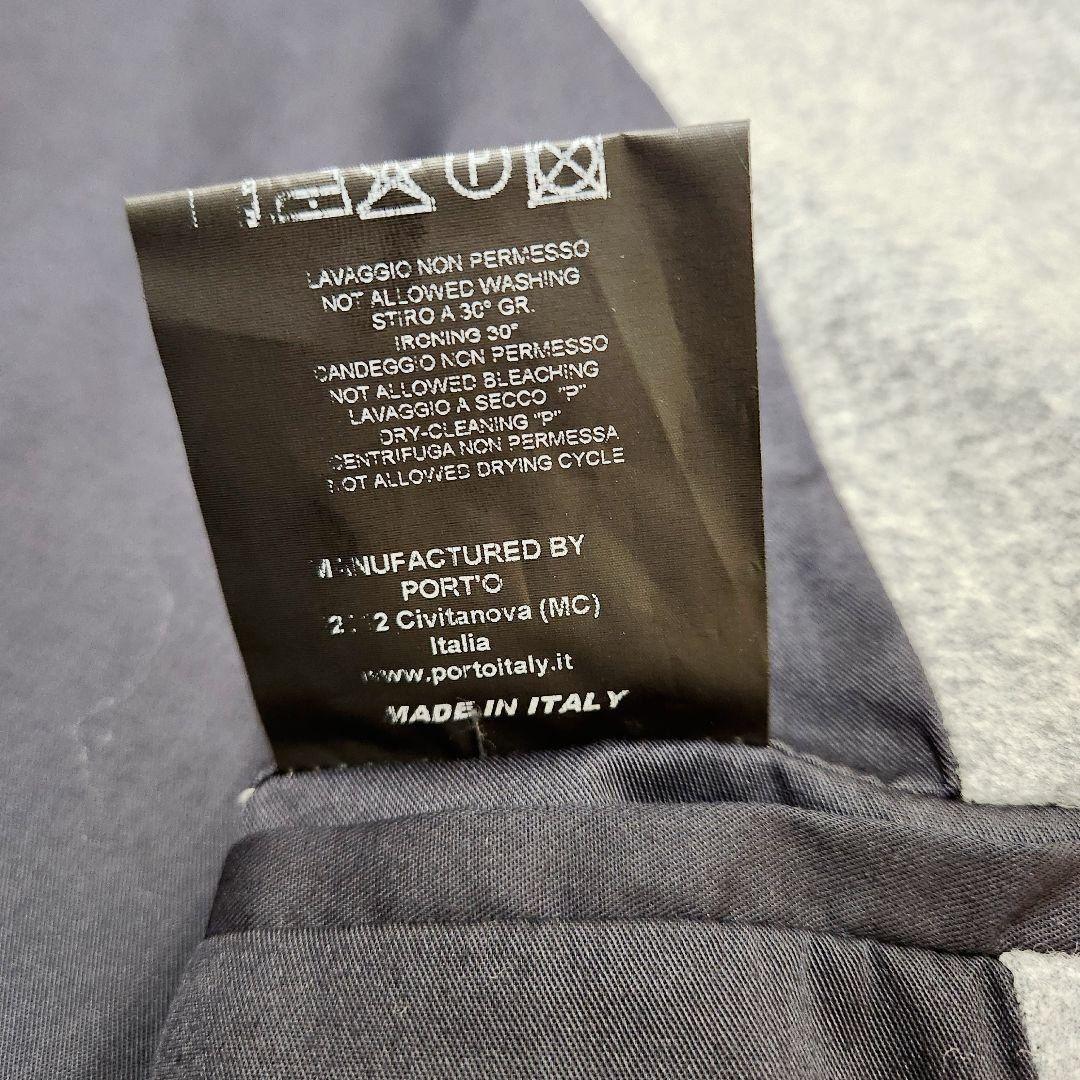 P
LAVAGGIO NON PERMESSO
NOT ALLOWED WASHING
STIRO A 30° GR.
IRONING 30°
CANDEGGIO NON PERMESSO
NOT ALLOWED BLEACHING
LAVAGGIO A SECCO "P"
DRY-CLEANING "P"
CENTRIFUGA NON PERMESSA
NOT ALLOWED DRYING CYCLE
MANUFACTURED BY
PORT'O
Civitanova (MC)
Italia
www.portoitaly.it
MADE IN ITALY